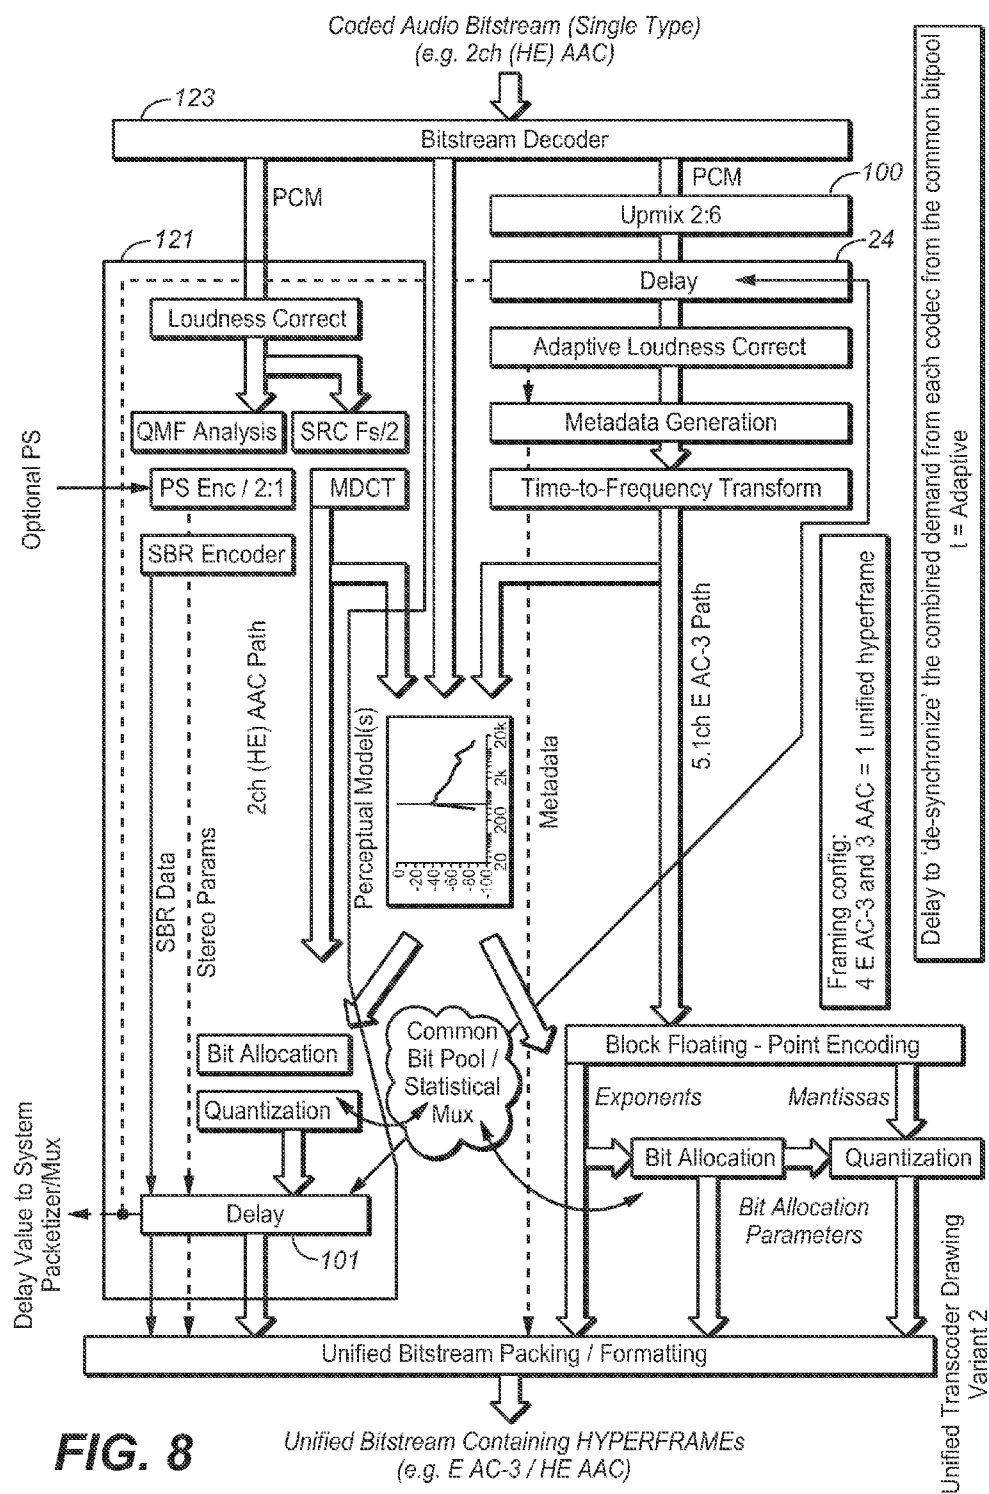 Coded Audio Bitstream (Single Type)
(e.g. 2ch (HE) AAC)
123
Bitstream Decoder
PCM
PCM
100
Upmix 2:6
121
24
Delay
Loudness Correct
Adaptive Loudness Correct
QMF Analysis
SRC Fs/2
Metadata Generation
Optional PS
PS Enc / 2:1
MDCT
Time-to-Frequency Transform
SBR Encoder
2ch (HE) AAC Path
5.1ch E AC-3 Path
Perceptual Model(s)
0
-20
-40
-60
-80
-100
20
200
2k
20k
Metadata
SBR Data
Stereo Params
Framing config:
4 E AC-3 and 3 AAC = 1 unified hyperframe
Delay to 'de-synchronize' the combined demand from each codec from the common bitpool
t = Adaptive
Common
Bit Pool /
Statistical
Mux
Bit Allocation
Quantization
Block Floating - Point Encoding
Exponents
Mantissas
Bit Allocation
Quantization
Bit Allocation
Parameters
Delay Value to System
Packetizer/Mux
Delay
101
Unified Bitstream Packing / Formatting
Unified Transcoder Drawing
Variant 2
FIG. 8
Unified Bitstream Containing HYPERFRAMEs
(e.g. E AC-3 / HE AAC)